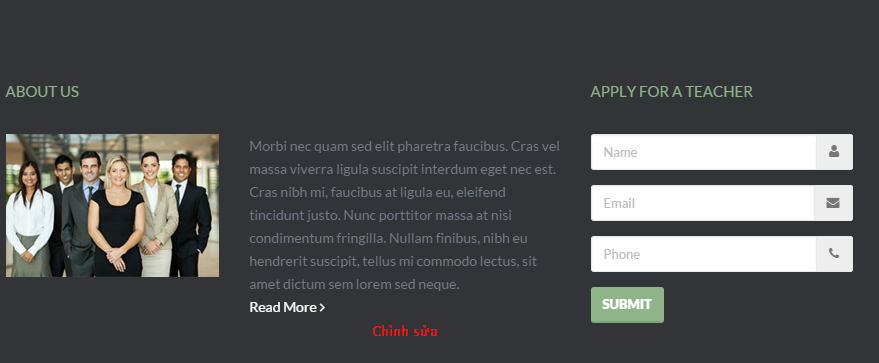 ABOUT US
Morbi nec quam sed elit pharetra faucibus. Cras vel
massa viverra ligula suscipit interdum eget nec est.
Cras nibh mi, faucibus at ligula eu, eleifend
tincidunt justo. Nunc porttitor massa at nisi
condimentum fringilla. Nullam finibus, nibh eu
hendrerit suscipit, tellus mi commodo lectus, sit
amet dictum sem lorem sed neque.
Read More >
Chỉnh sửa
APPLY FOR A TEACHER
Name
Email
Phone
SUBMIT